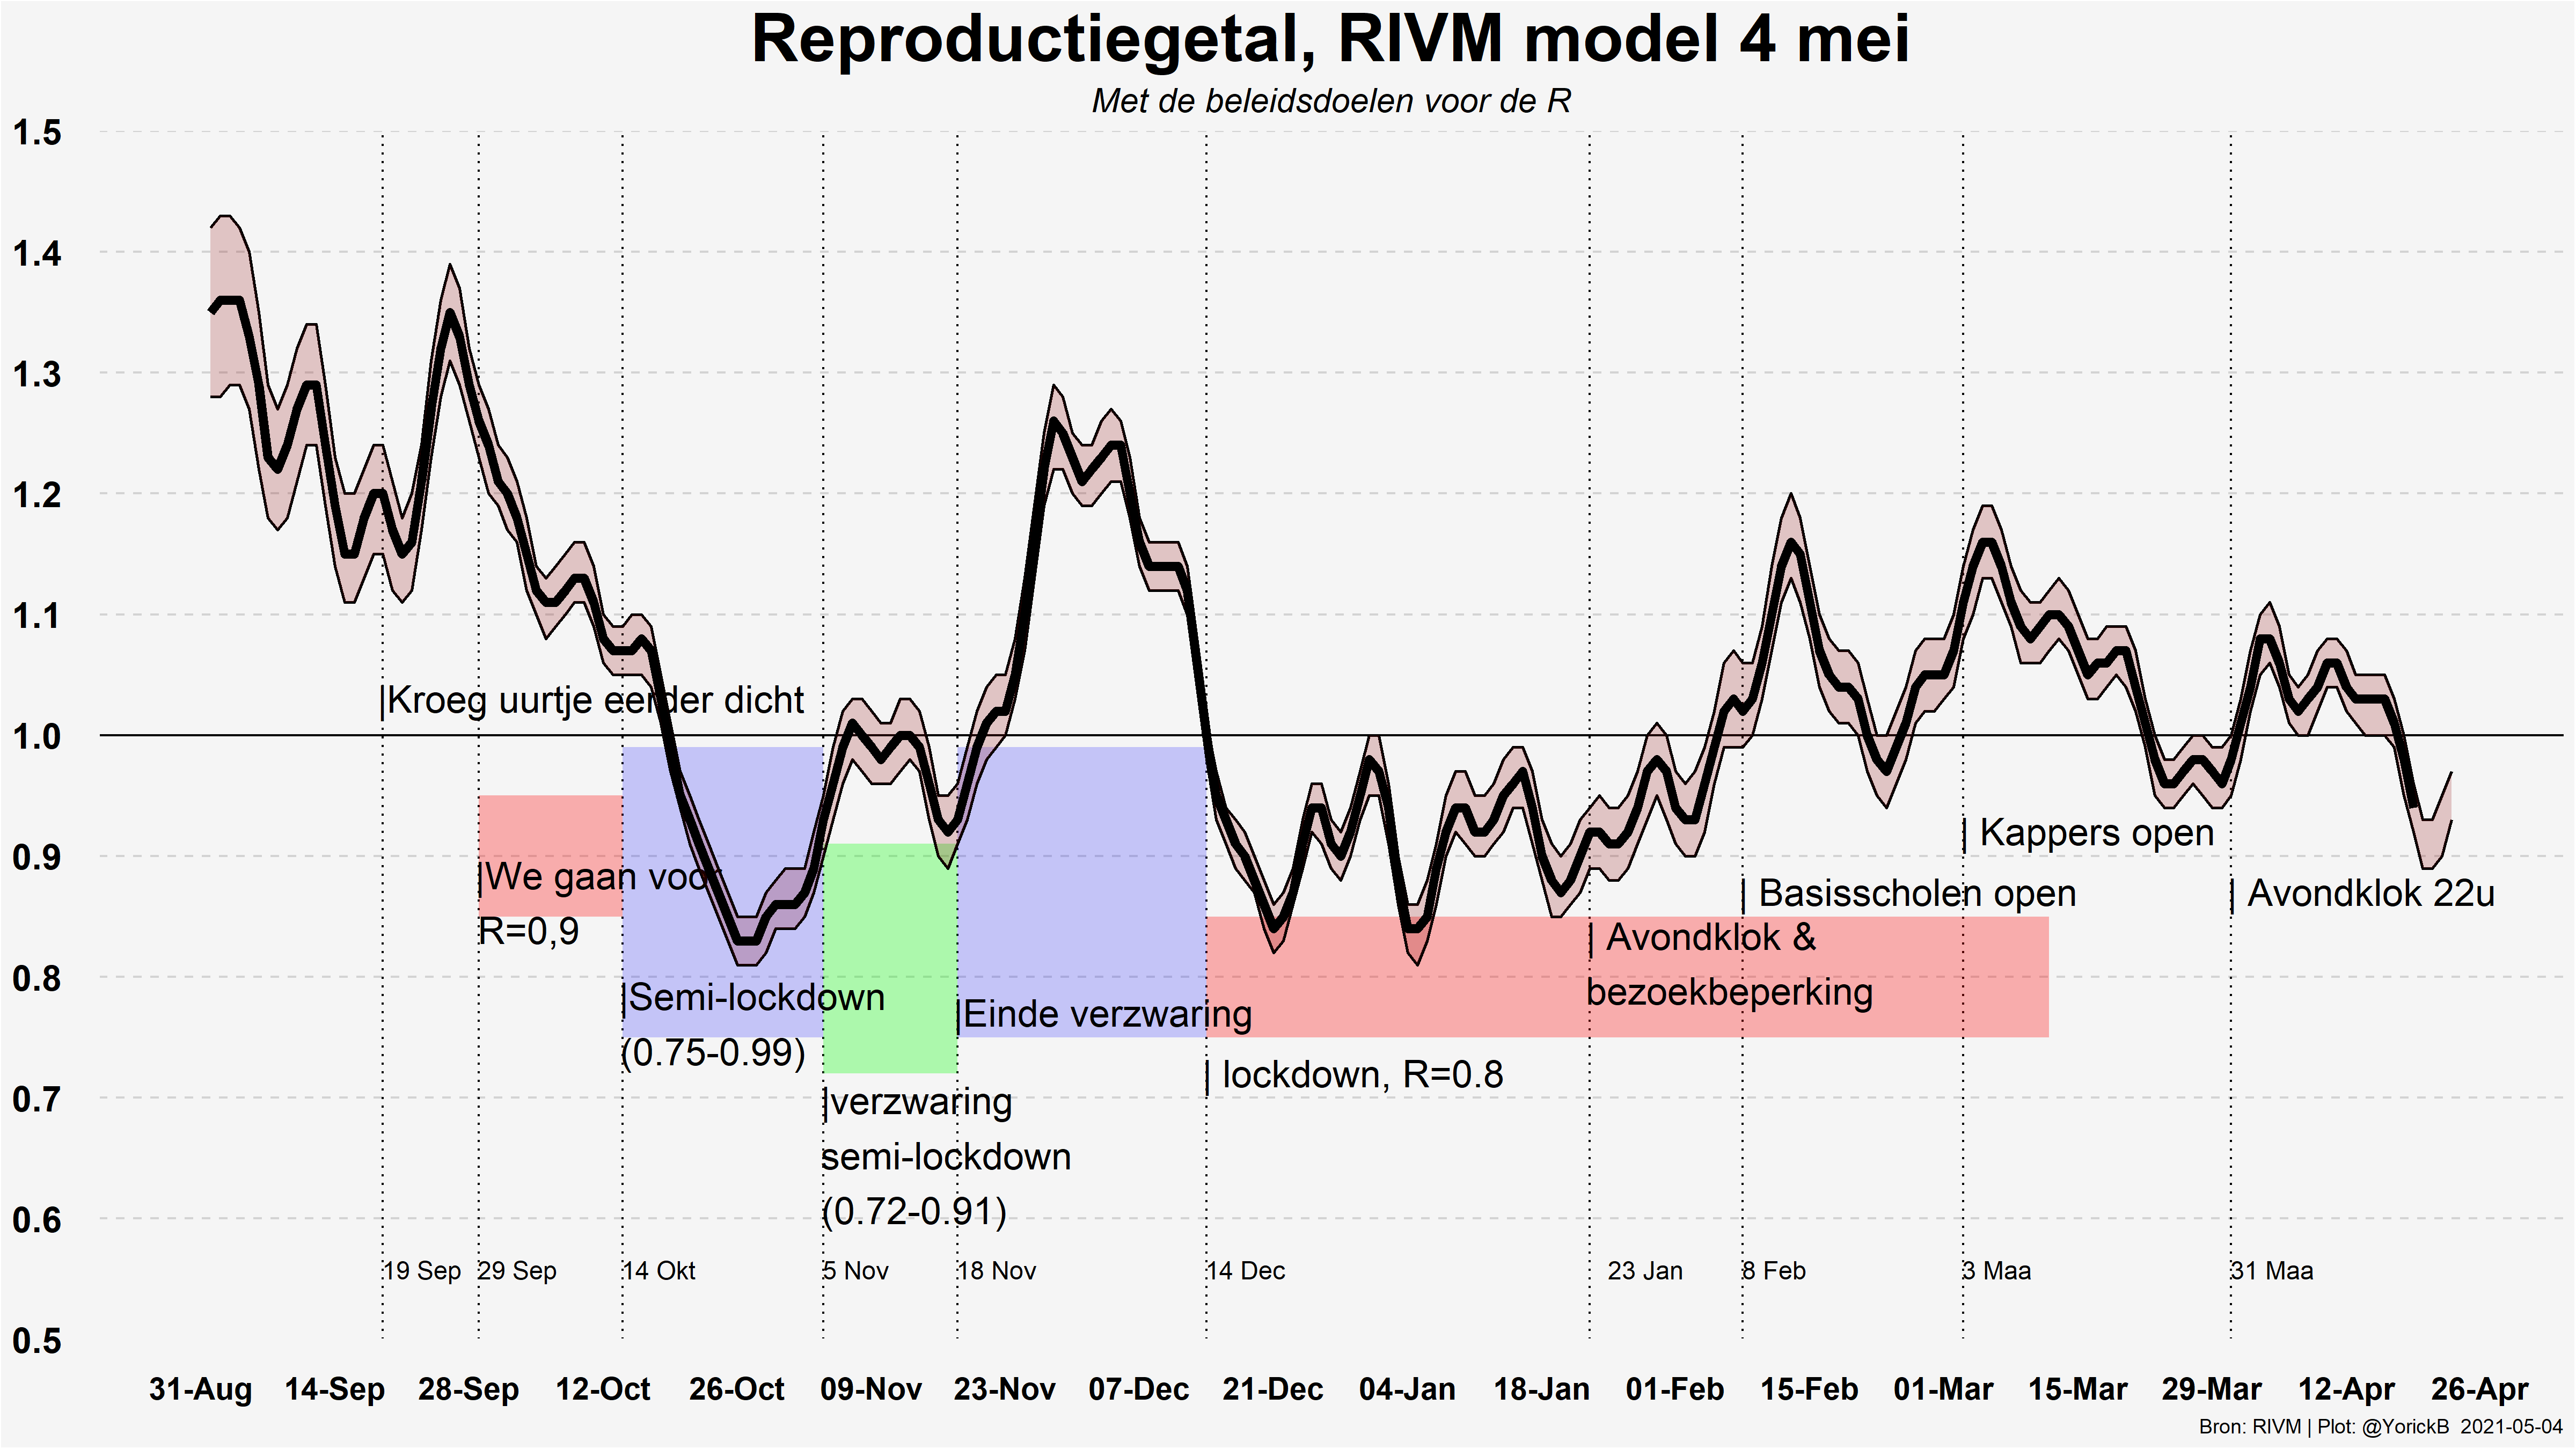 Reproductiegetal, RIVM model 4 mei
Met de beleidsdoelen voor de R
1.5
1.4
1.3
1.2
1.1
|Kroeg uurtje eerder dicht
1.0
| Kappers open
0.9
|We gaan voor
R=0,9
| Basisscholen open
| Avondklok 22u
| Avondklok &
bezoekbeperking
0.8
|Semi-lockdown
(0.75-0.99)
|Einde verzwaring
| lockdown, R=0.8
0.7
|verzwaring
semi-lockdown
(0.72-0.91)
0.6
19 Sep
29 Sep
14 Okt
5 Nov
18 Nov
14 Dec
23 Jan
8 Feb
3 Maa
31 Maa
0.5
31-Aug
14-Sep
28-Sep
12-Oct
26-Oct
09-Nov
23-Nov
07-Dec
21-Dec
04-Jan
18-Jan
01-Feb
15-Feb
01-Mar
15-Mar
29-Mar
12-Apr
26-Apr
Bron: RIVM | Plot: @YorickB 2021-05-04